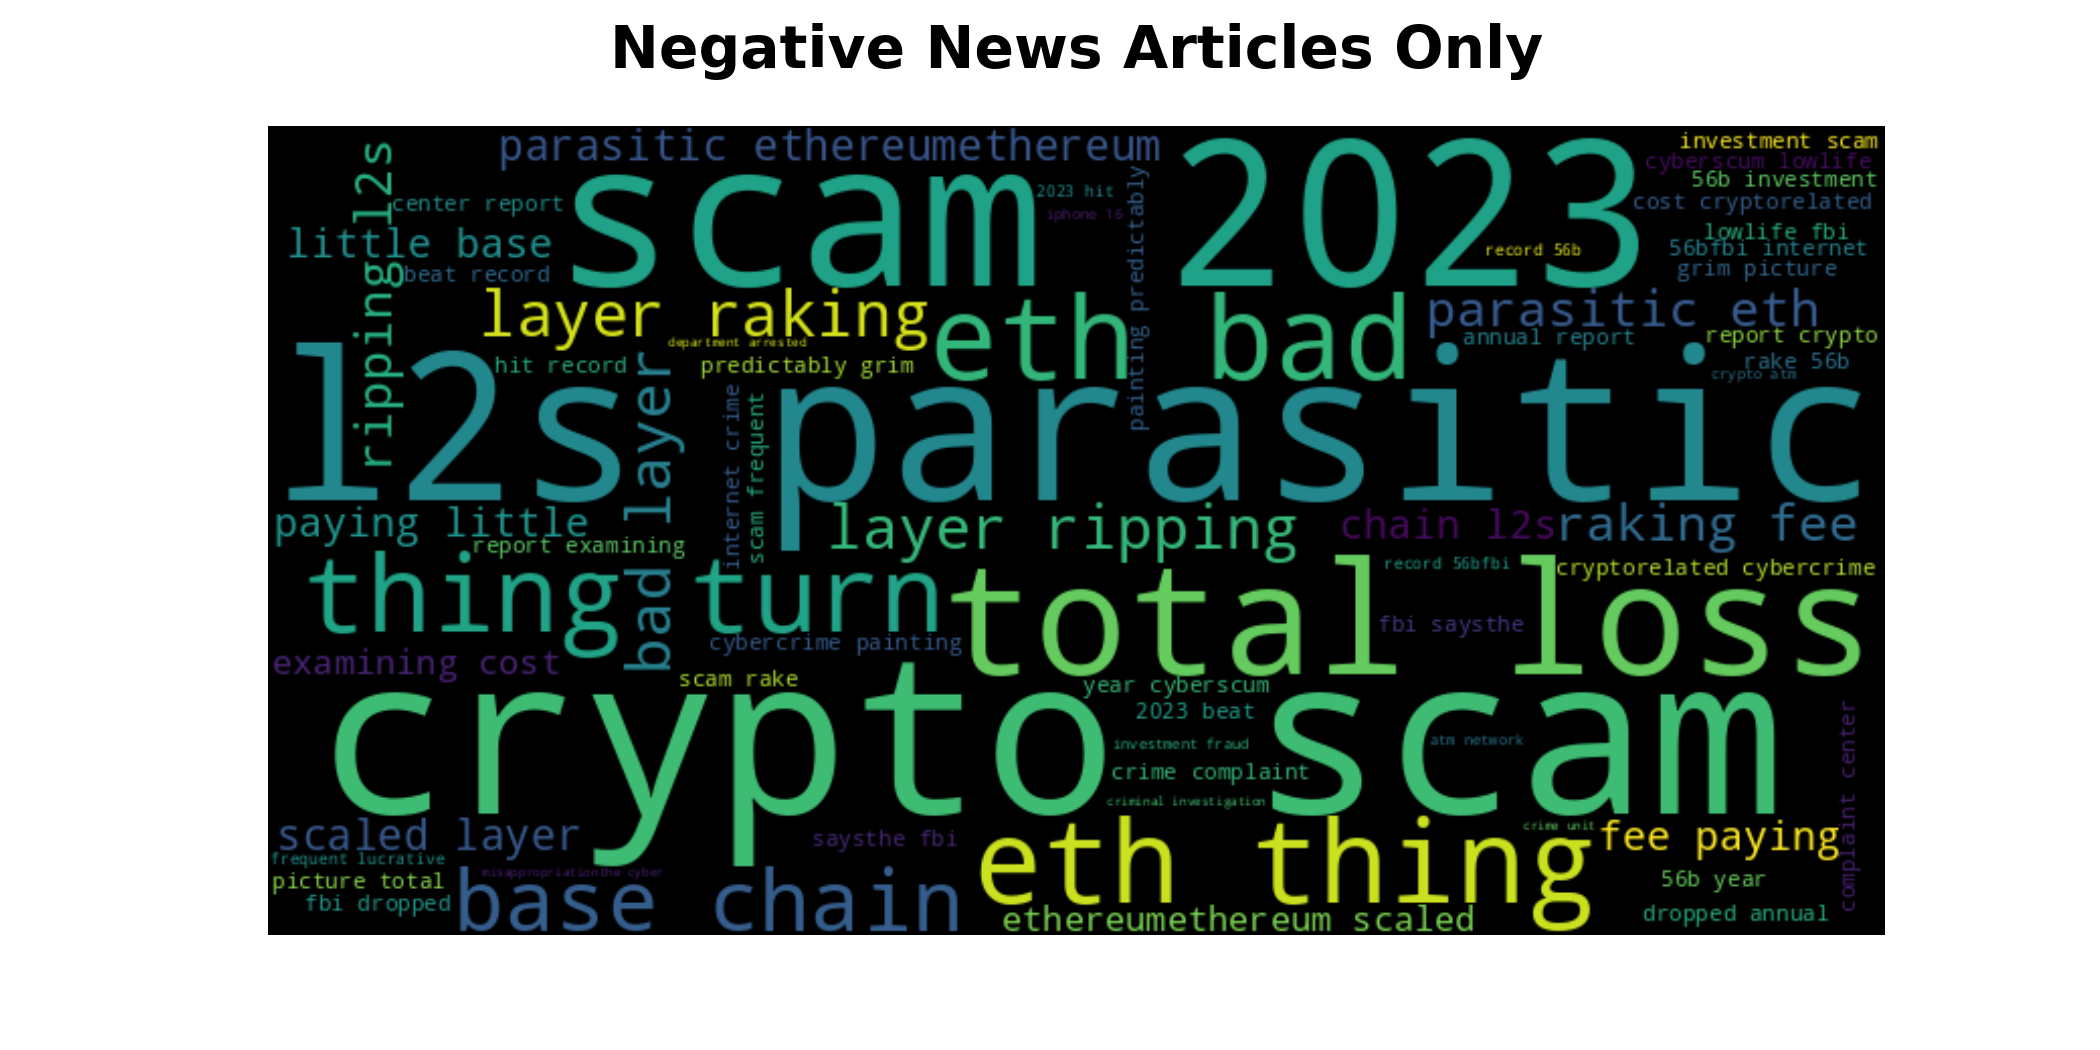 Negative News Articles Only
parasitic ethereumethereum
investment scam
cyberscum lowlife
56b investment
cost cryptorelated
lowlife fbi
56bfbi internet
grim picture
ripping l2s
center report
little base
beat record
scam 2023
2023 hit
iphone 16
record 56b
painting predictably
layer raking
department arrested
hit record
predictably grim
eth bad
parasitic eth
annual report
report crypto
rake 56b
crypto atm
l2s parasitic
bad layer
internet crime
scam frequent
paying little
report examining
layer ripping
chain l2s
raking fee
thing turn
total loss
record 56bfbi
cryptorelated cybercrime
fbi saysthe
cybercrime painting
examining cost
scam rake
year cyberscum
2023 beat
crypto scam
investment fraud
crime complaint
criminal investigation
atm network
complaint center
scaled layer
saysthe fbi
frequent lucrative
misappropriationthe cyber
picture total
fbi dropped
base chain
eth thing
crime unit
fee paying
56b year
dropped annual
ethereumethereum scaled